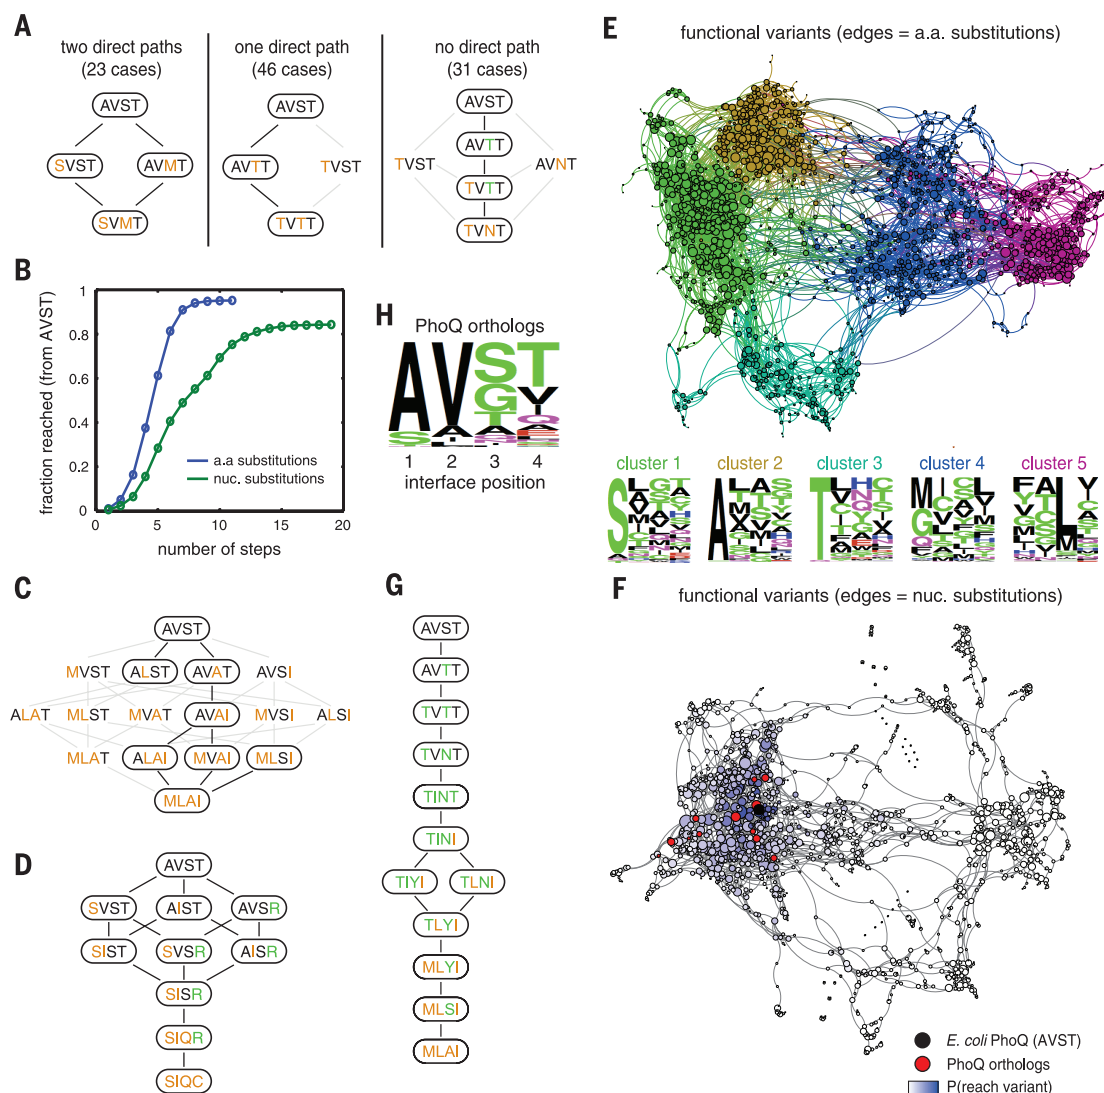 A
two direct paths
(23 cases)
one direct path
(46 cases)
no direct path
(31 cases)
AVST
SVST
AVMT
SVMT
AVST
AVTT
TVST
TVTT
AVST
AVTT
TVST
AVNT
TVTT
TVNT
B
fraction reached (from AVST)
1
0.8
0.6
0.4
0.2
0
0
5
10
15
20
a.a substitutions
nuc. substitutions
number of steps
H
PhoQ orthologs
1 2 3 4
interface position
C
AVST
MVST ALST AVAT AVSI
ALAT MLST MVAT AVAI MVSI ALSI
MLAT ALAI MVAI MLSI
MLAI
D
AVST
SVST AIST AVSR
SIST SVSR AISR
SISR
SIQR
SIQC
G
AVST
AVTT
TVTT
TVNT
TINT
TINI
TIYI TLNI
TLYI
MLYI
MLSI
MLAI
E
functional variants (edges = a.a. substitutions)
cluster 1
cluster 2
cluster 3
cluster 4
cluster 5
F
functional variants (edges = nuc. substitutions)
E. coli PhoQ (AVST)
PhoQ orthologs
P(reach variant)